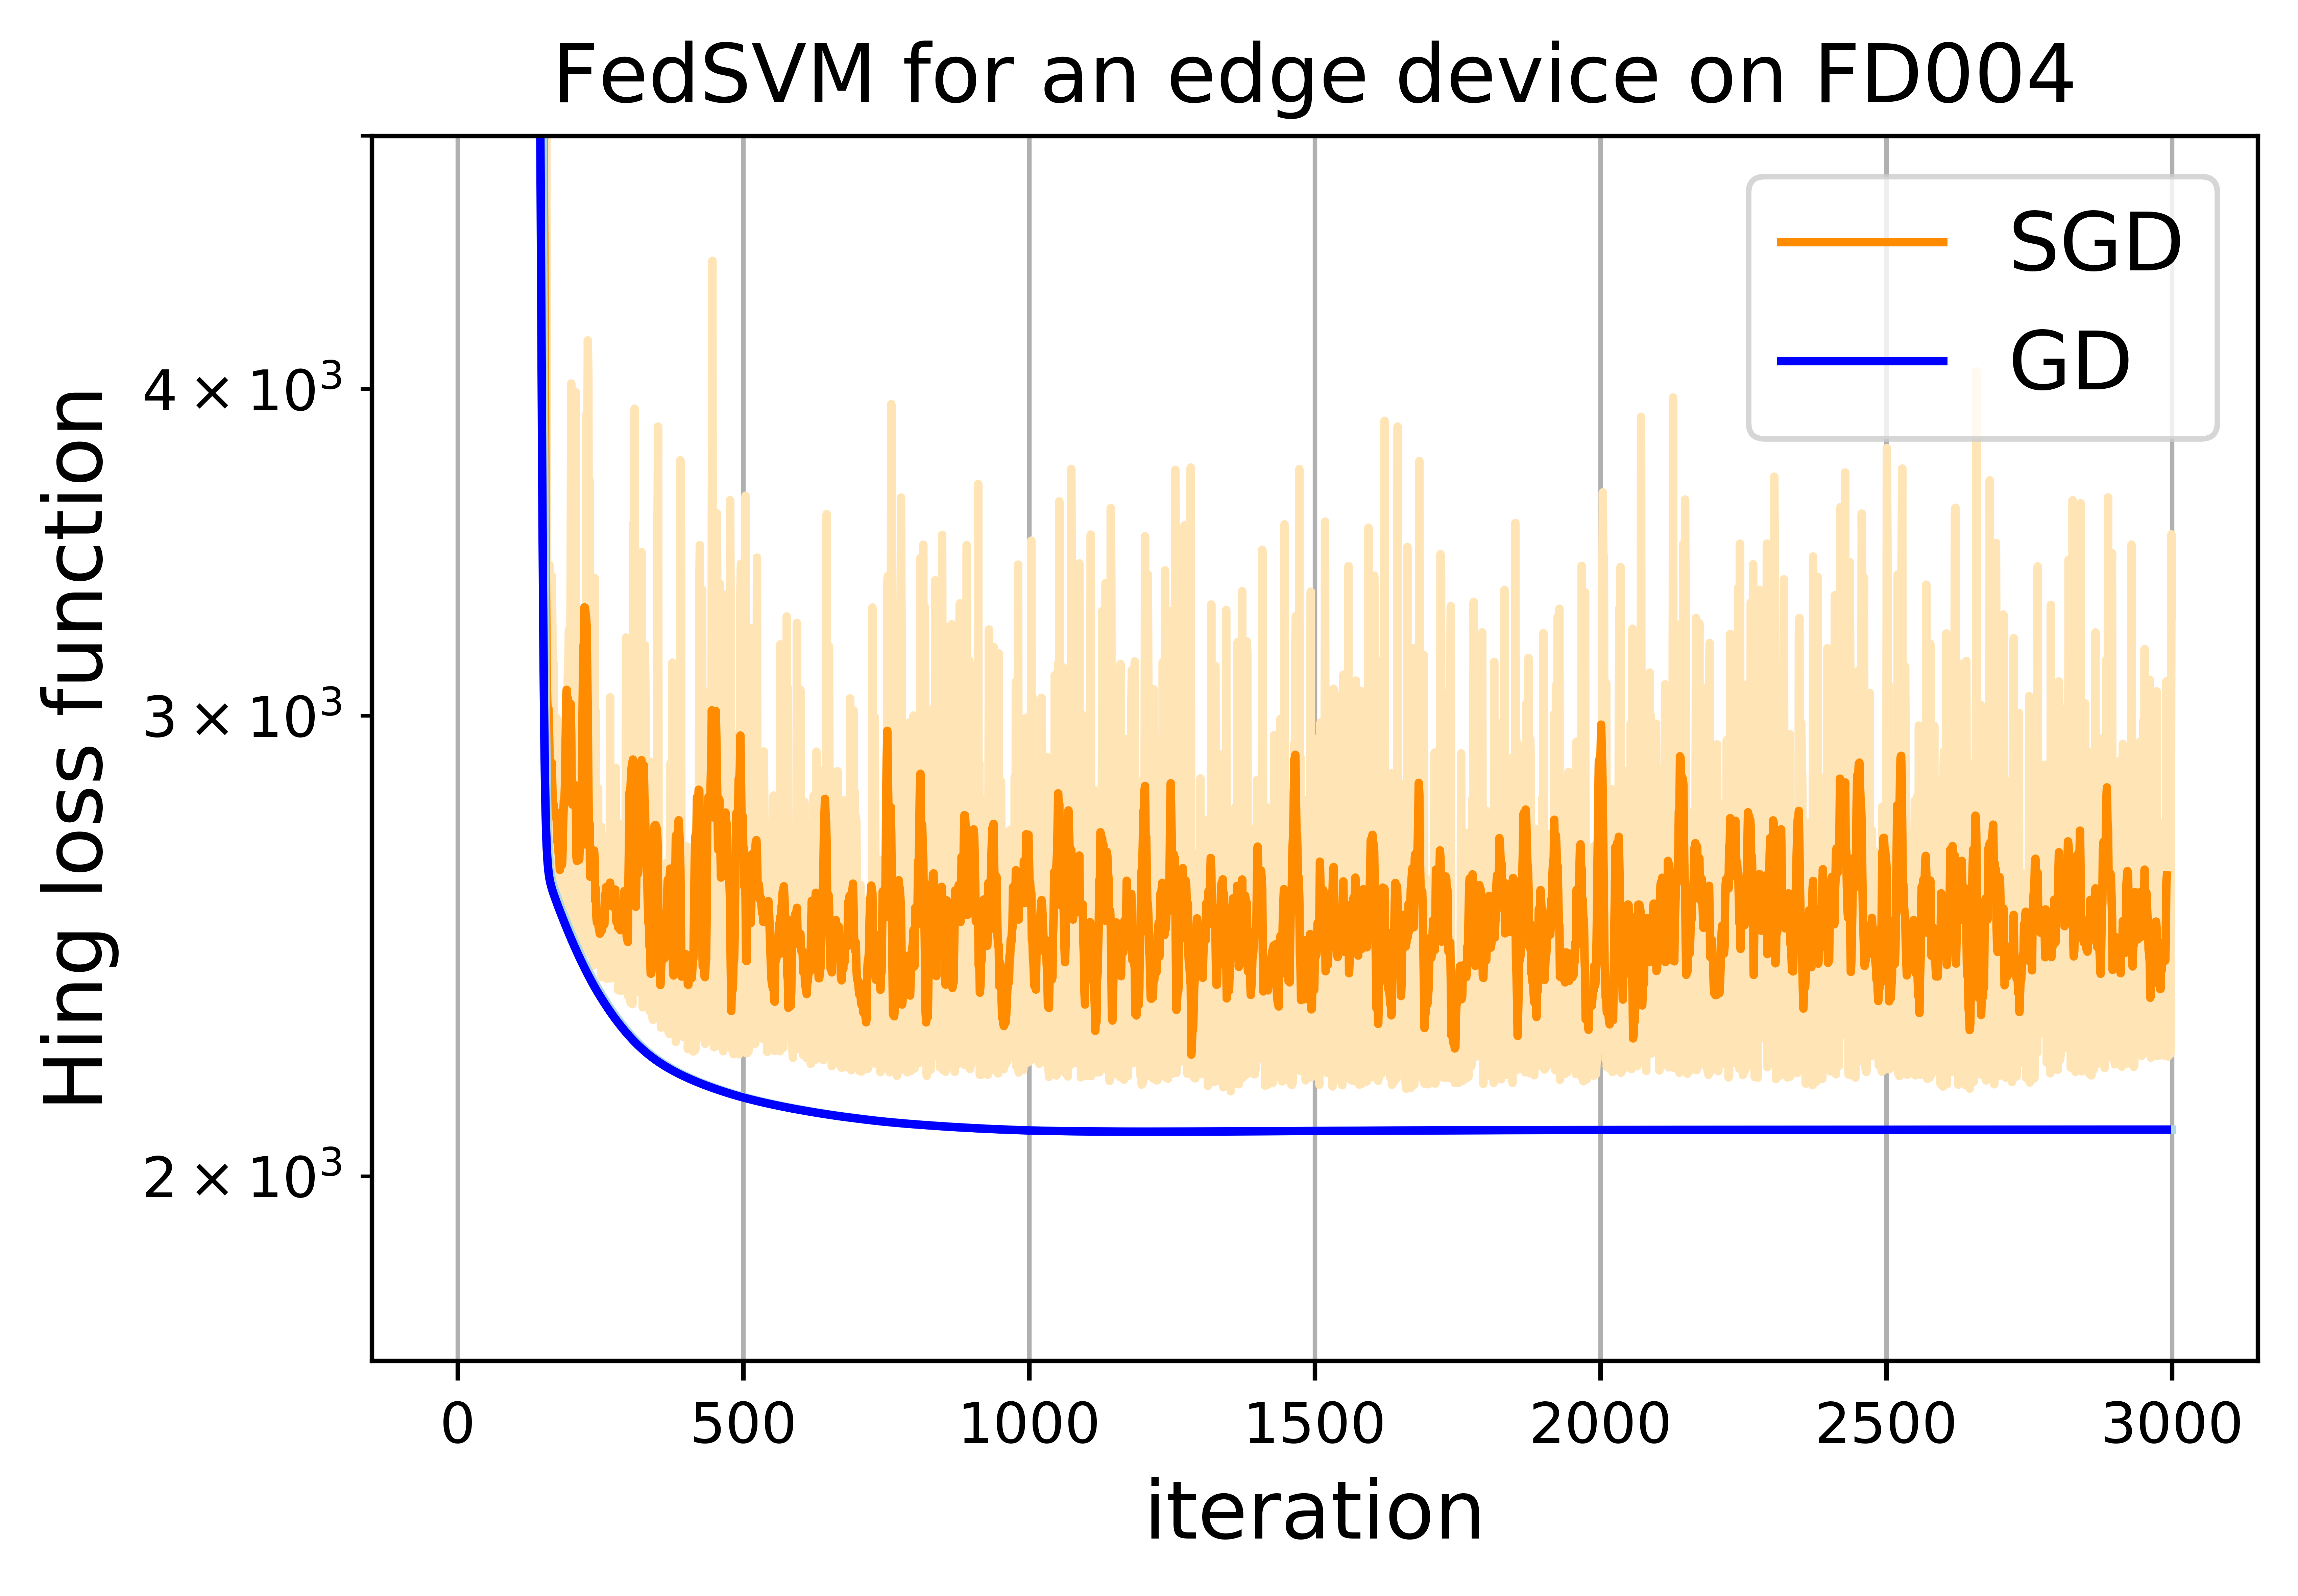 FedSVM for an edge device on FD004
SGD
GD
Hing loss function
4 × 10³
3 × 10³
2 × 10³
0 500 1000 1500 2000 2500 3000
iteration